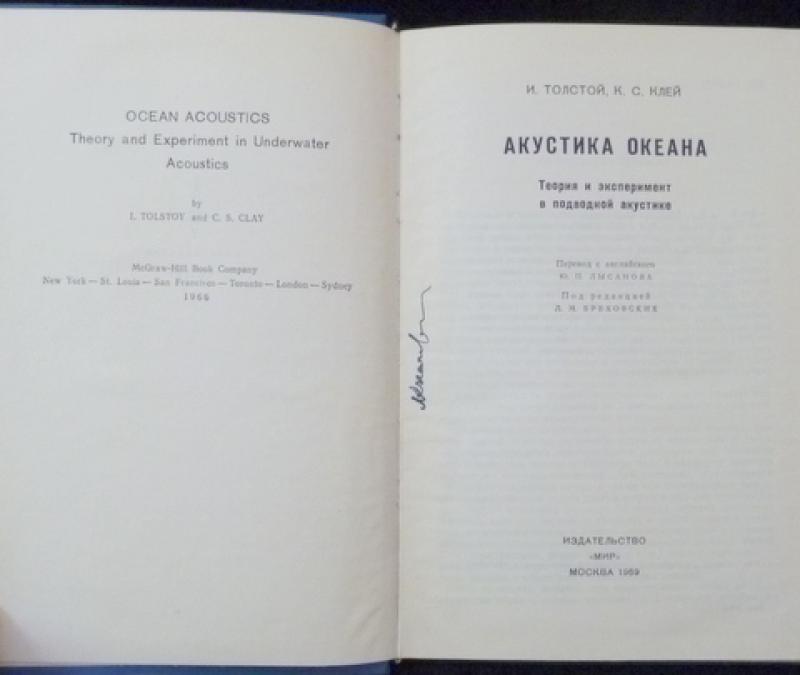 OCEAN ACOUSTICS
Theory and Experiment in Underwater
Acoustics
by
I. TOLSTOY and C. S. CLAY
McGraw-Hill Book Company
New York — St. Louis — San Francisco — Toronto — London — Sydney
1966
И. ТОЛСТОЙ, К. С. КЛЕЙ
АКУСТИКА ОКЕАНА
Теория и эксперимент
в подводной акустике
Перевод с английского
Ю. П. ЛЫСАНОВА
Под редакцией
Л. М. БРЕХОВСКИХ
ИЗДАТЕЛЬСТВО
«МИР»
МОСКВА 1969